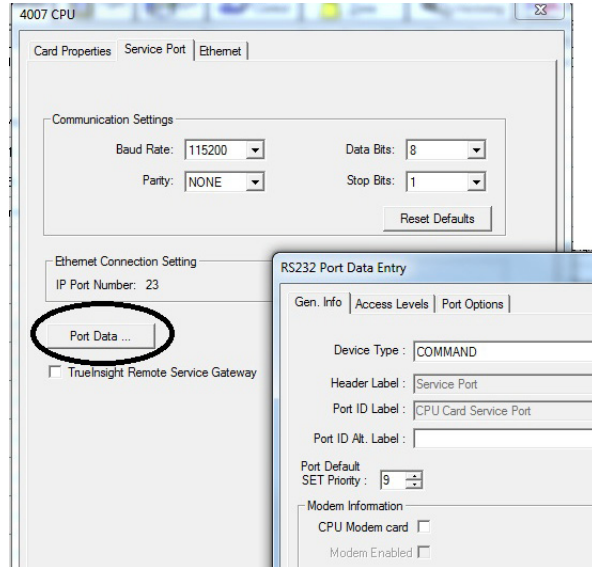 4007 CPU
Card Properties Service Port Ethernet
Communication Settings
Baud Rate: 115200 Data Bits: 8
Parity: NONE Stop Bits: 1
Reset Defaults
Ethernet Connection Setting
IP Port Number: 23
Port Data ...
TrueInsight Remote Service Gateway
RS232 Port Data Entry
Gen. Info Access Levels Port Options
Device Type : COMMAND
Header Label : Service Port
Port ID Label : CPU Card Service Port
Port ID Alt. Label :
Port Default
SET Priority : 9
Modem Information
CPU Modem card
Modem Enabled